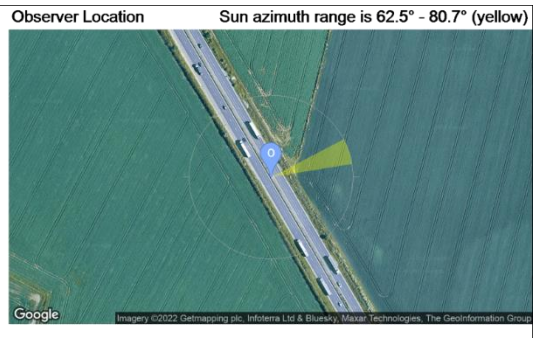 Observer Location Sun azimuth range is 62.5° - 80.7° (yellow)
O
Google Imagery ©2022 Getmapping plc, Infoterra Ltd & Bluesky, Maxar Technologies, The GeoInformation Group